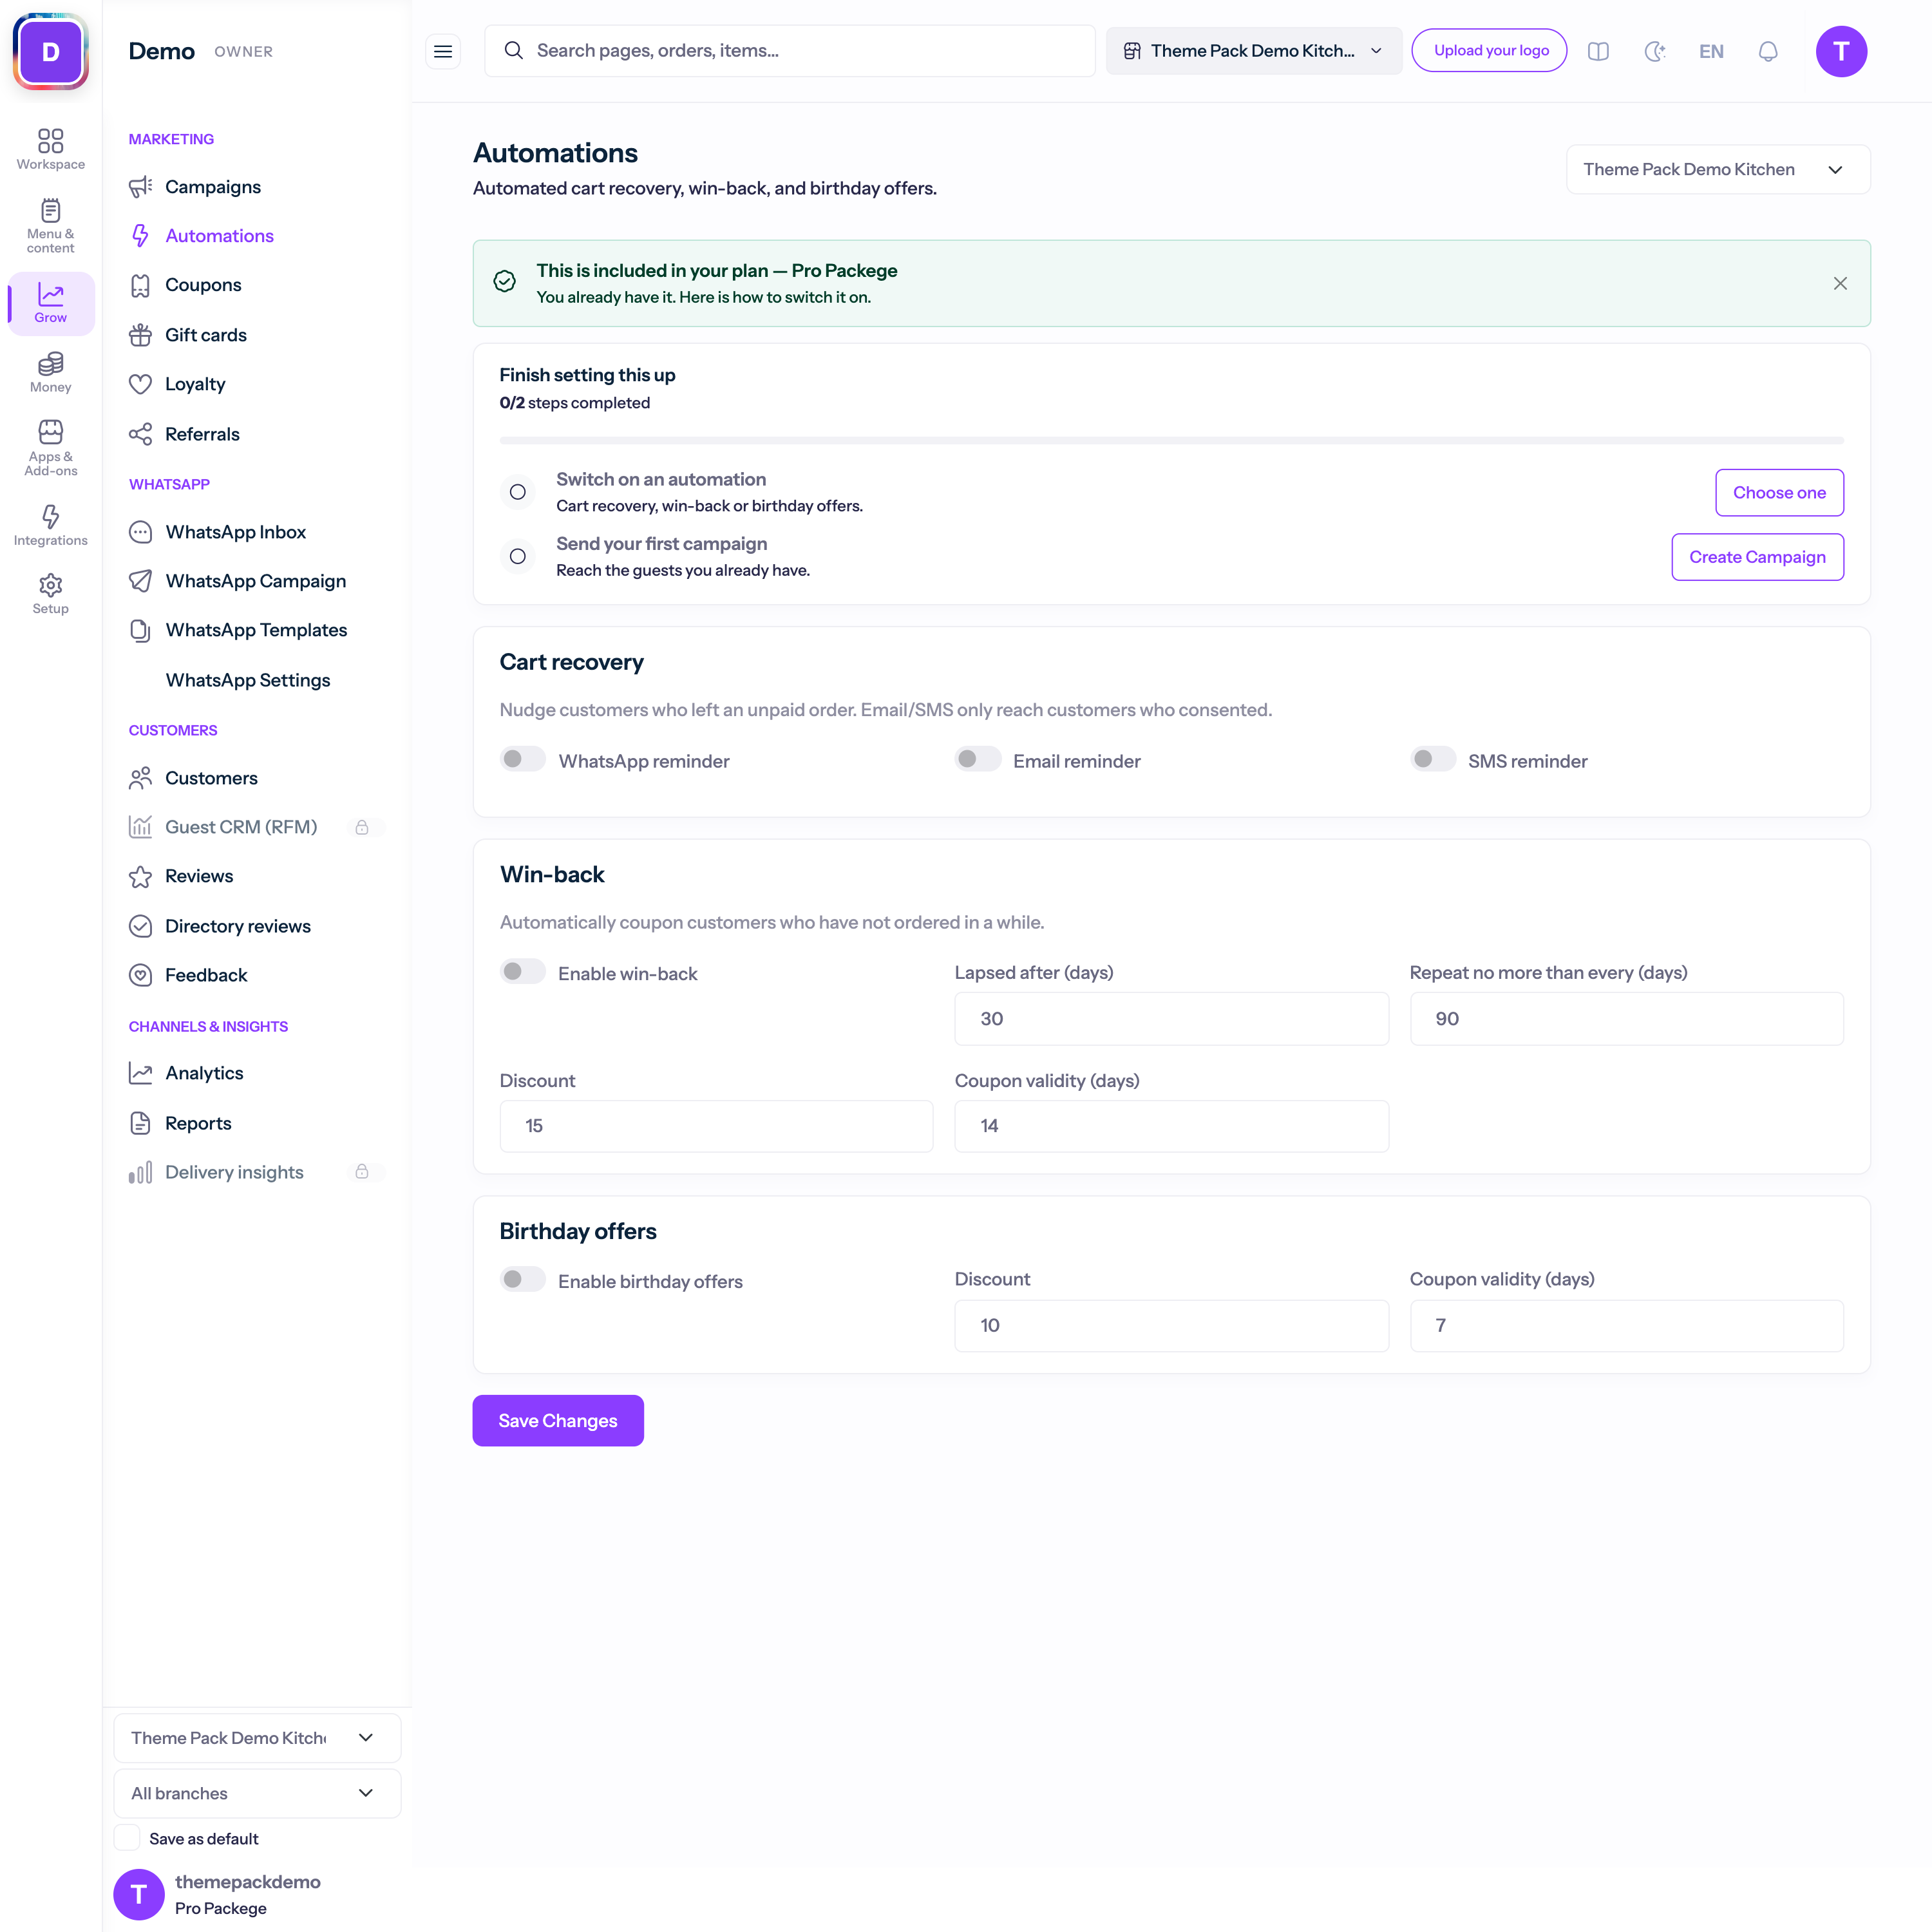 D
Demo OWNER
Search pages, orders, items...
Theme Pack Demo Kitch...
Upload your logo
EN
T
Workspace
Menu &
content
Grow
Money
Apps &
Add-ons
Integrations
Setup
MARKETING
Campaigns
Automations
Coupons
Gift cards
Loyalty
Referrals
WHATSAPP
WhatsApp Inbox
WhatsApp Campaign
WhatsApp Templates
WhatsApp Settings
CUSTOMERS
Customers
Guest CRM (RFM)
Reviews
Directory reviews
Feedback
CHANNELS & INSIGHTS
Analytics
Reports
Delivery insights
Theme Pack Demo Kitche
All branches
Save as default
T
themepackdemo
Pro Packege
Automations
Automated cart recovery, win-back, and birthday offers.
Theme Pack Demo Kitchen
This is included in your plan — Pro Packege
You already have it. Here is how to switch it on.
Finish setting this up
0/2 steps completed
Switch on an automation
Cart recovery, win-back or birthday offers.
Choose one
Send your first campaign
Reach the guests you already have.
Create Campaign
Cart recovery
Nudge customers who left an unpaid order. Email/SMS only reach customers who consented.
WhatsApp reminder
Email reminder
SMS reminder
Win-back
Automatically coupon customers who have not ordered in a while.
Enable win-back
Lapsed after (days)
30
Repeat no more than every (days)
90
Discount
15
Coupon validity (days)
14
Birthday offers
Enable birthday offers
Discount
10
Coupon validity (days)
7
Save Changes